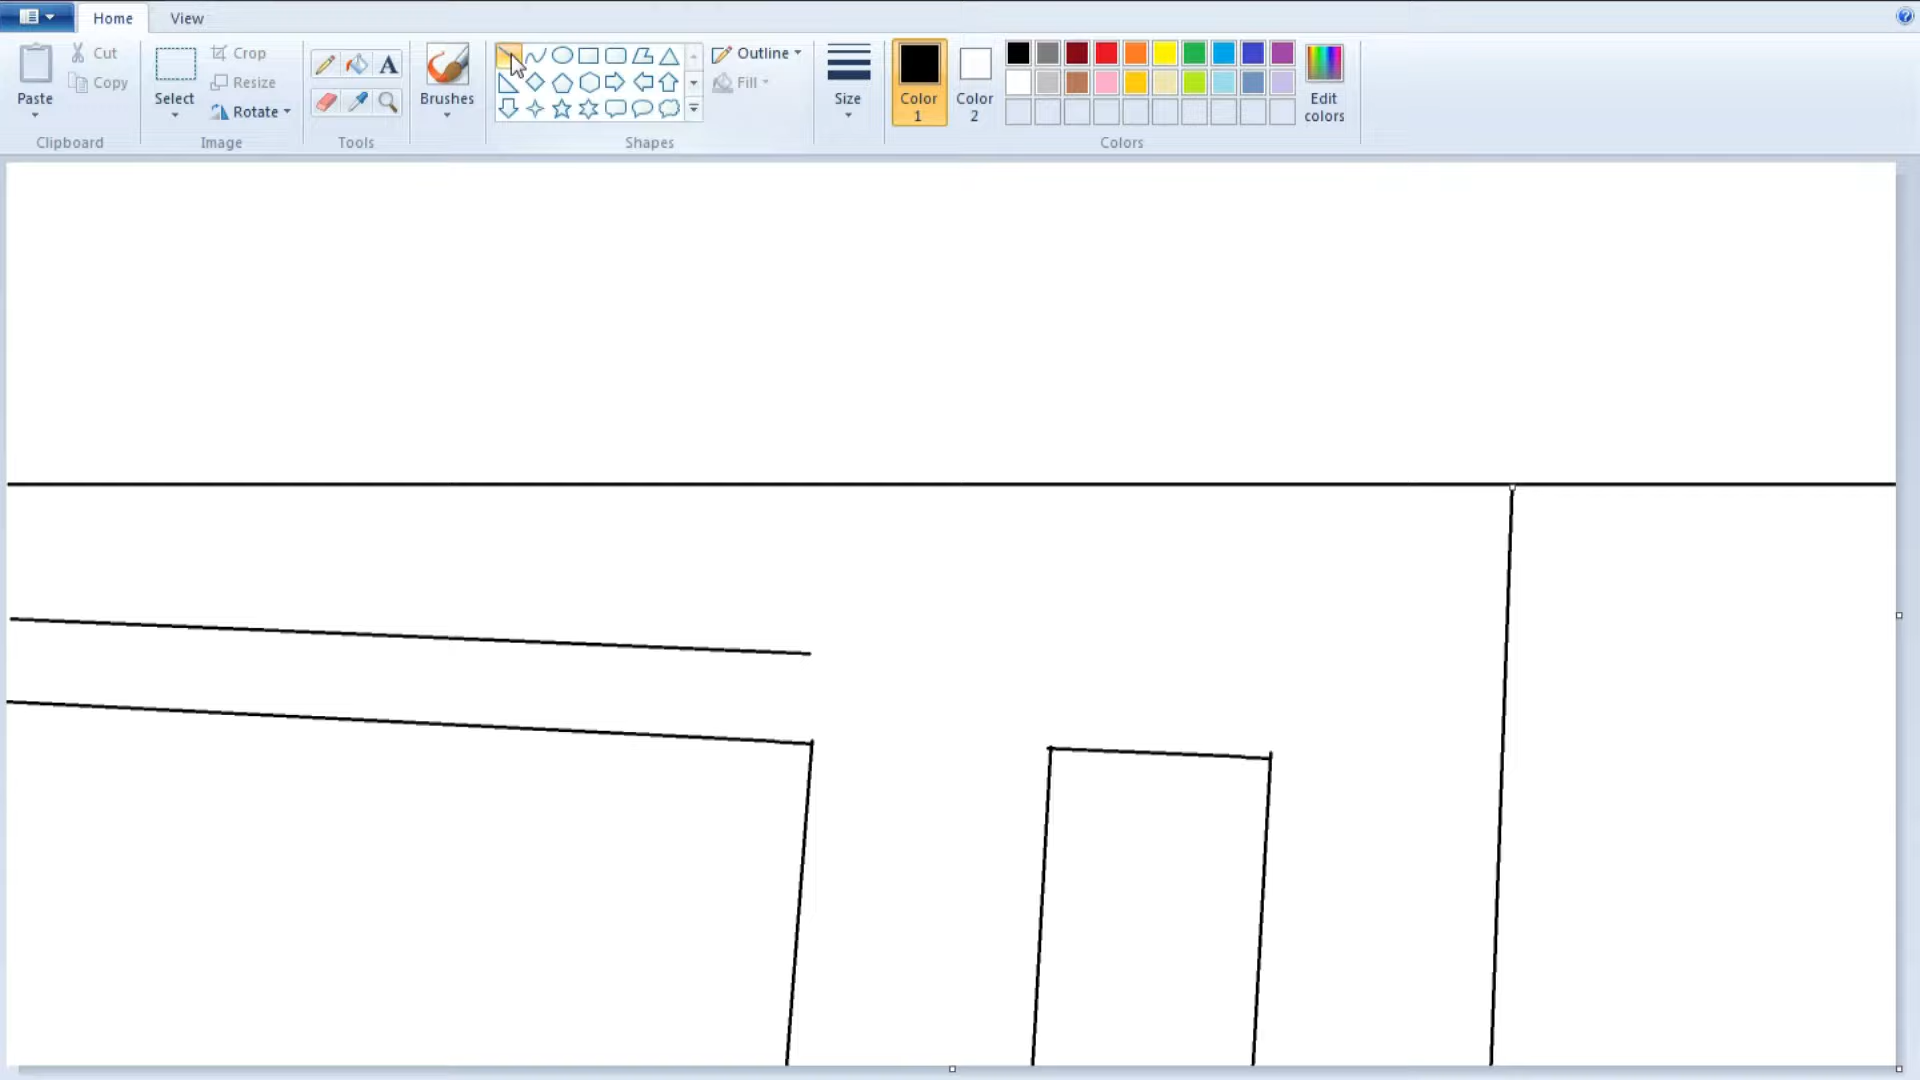 Home View
Paste Cut Copy
Clipboard
Select Crop Resize Rotate
Image
A
Tools
Brushes
Outline Fill
Shapes
Size
Color 1
Color 2
Edit colors
Colors
?